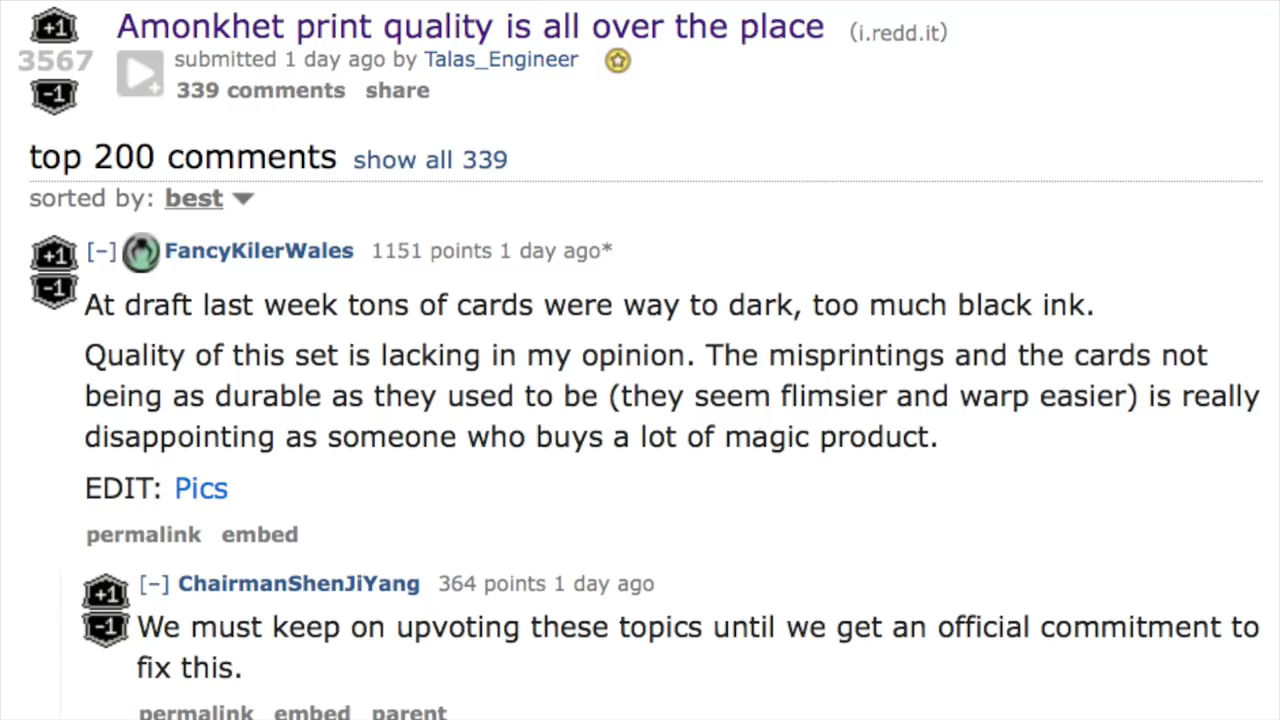 +1
Amonkhet print quality is all over the place (i.redd.it)
3567
submitted 1 day ago by Talas_Engineer
-1
339 comments share
top 200 comments show all 339
sorted by: best
+1
[–] FancyKilerWales 1151 points 1 day ago*
-1
At draft last week tons of cards were way to dark, too much black ink.
Quality of this set is lacking in my opinion. The misprintings and the cards not
being as durable as they used to be (they seem flimsier and warp easier) is really
disappointing as someone who buys a lot of magic product.
EDIT: Pics
permalink embed
+1
[–] ChairmanShenJiYang 364 points 1 day ago
-1
We must keep on upvoting these topics until we get an official commitment to
fix this.
permalink embed parent